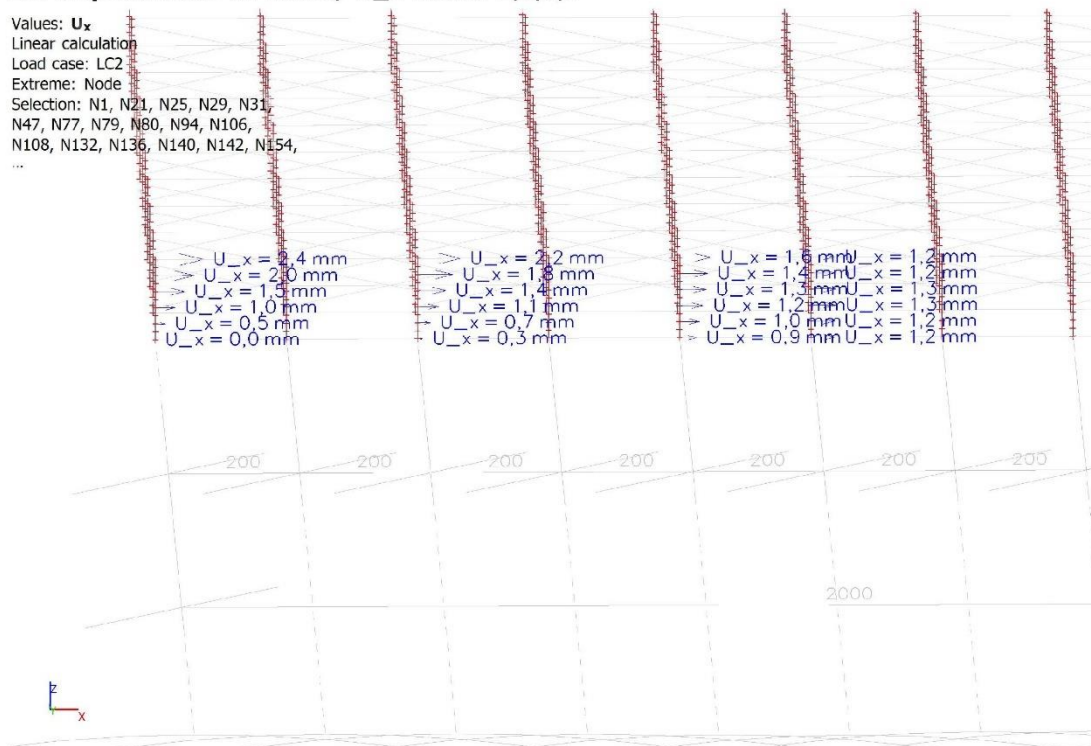 Values: Ux
Linear calculation
Load case: LC2
Extreme: Node
Selection: N1, N21, N25, N29, N31,
N47, N77, N79, N80, N94, N106,
N108, N132, N136, N140, N142, N154,
...
U_x = 2,4 mm U_x = 2,2 mm U_x = 1,6 mm U_x = 1,2 mm
U_x = 2,0 mm U_x = 1,8 mm U_x = 1,4 mm U_x = 1,2 mm
U_x = 1,5 mm U_x = 1,4 mm U_x = 1,3 mm U_x = 1,3 mm
U_x = 1,0 mm U_x = 1,1 mm U_x = 1,2 mm U_x = 1,3 mm
U_x = 0,5 mm U_x = 0,7 mm U_x = 1,0 mm U_x = 1,2 mm
U_x = 0,0 mm U_x = 0,3 mm U_x = 0,9 mm U_x = 1,2 mm
200 200 200 200 200 200 200
2000
z
x